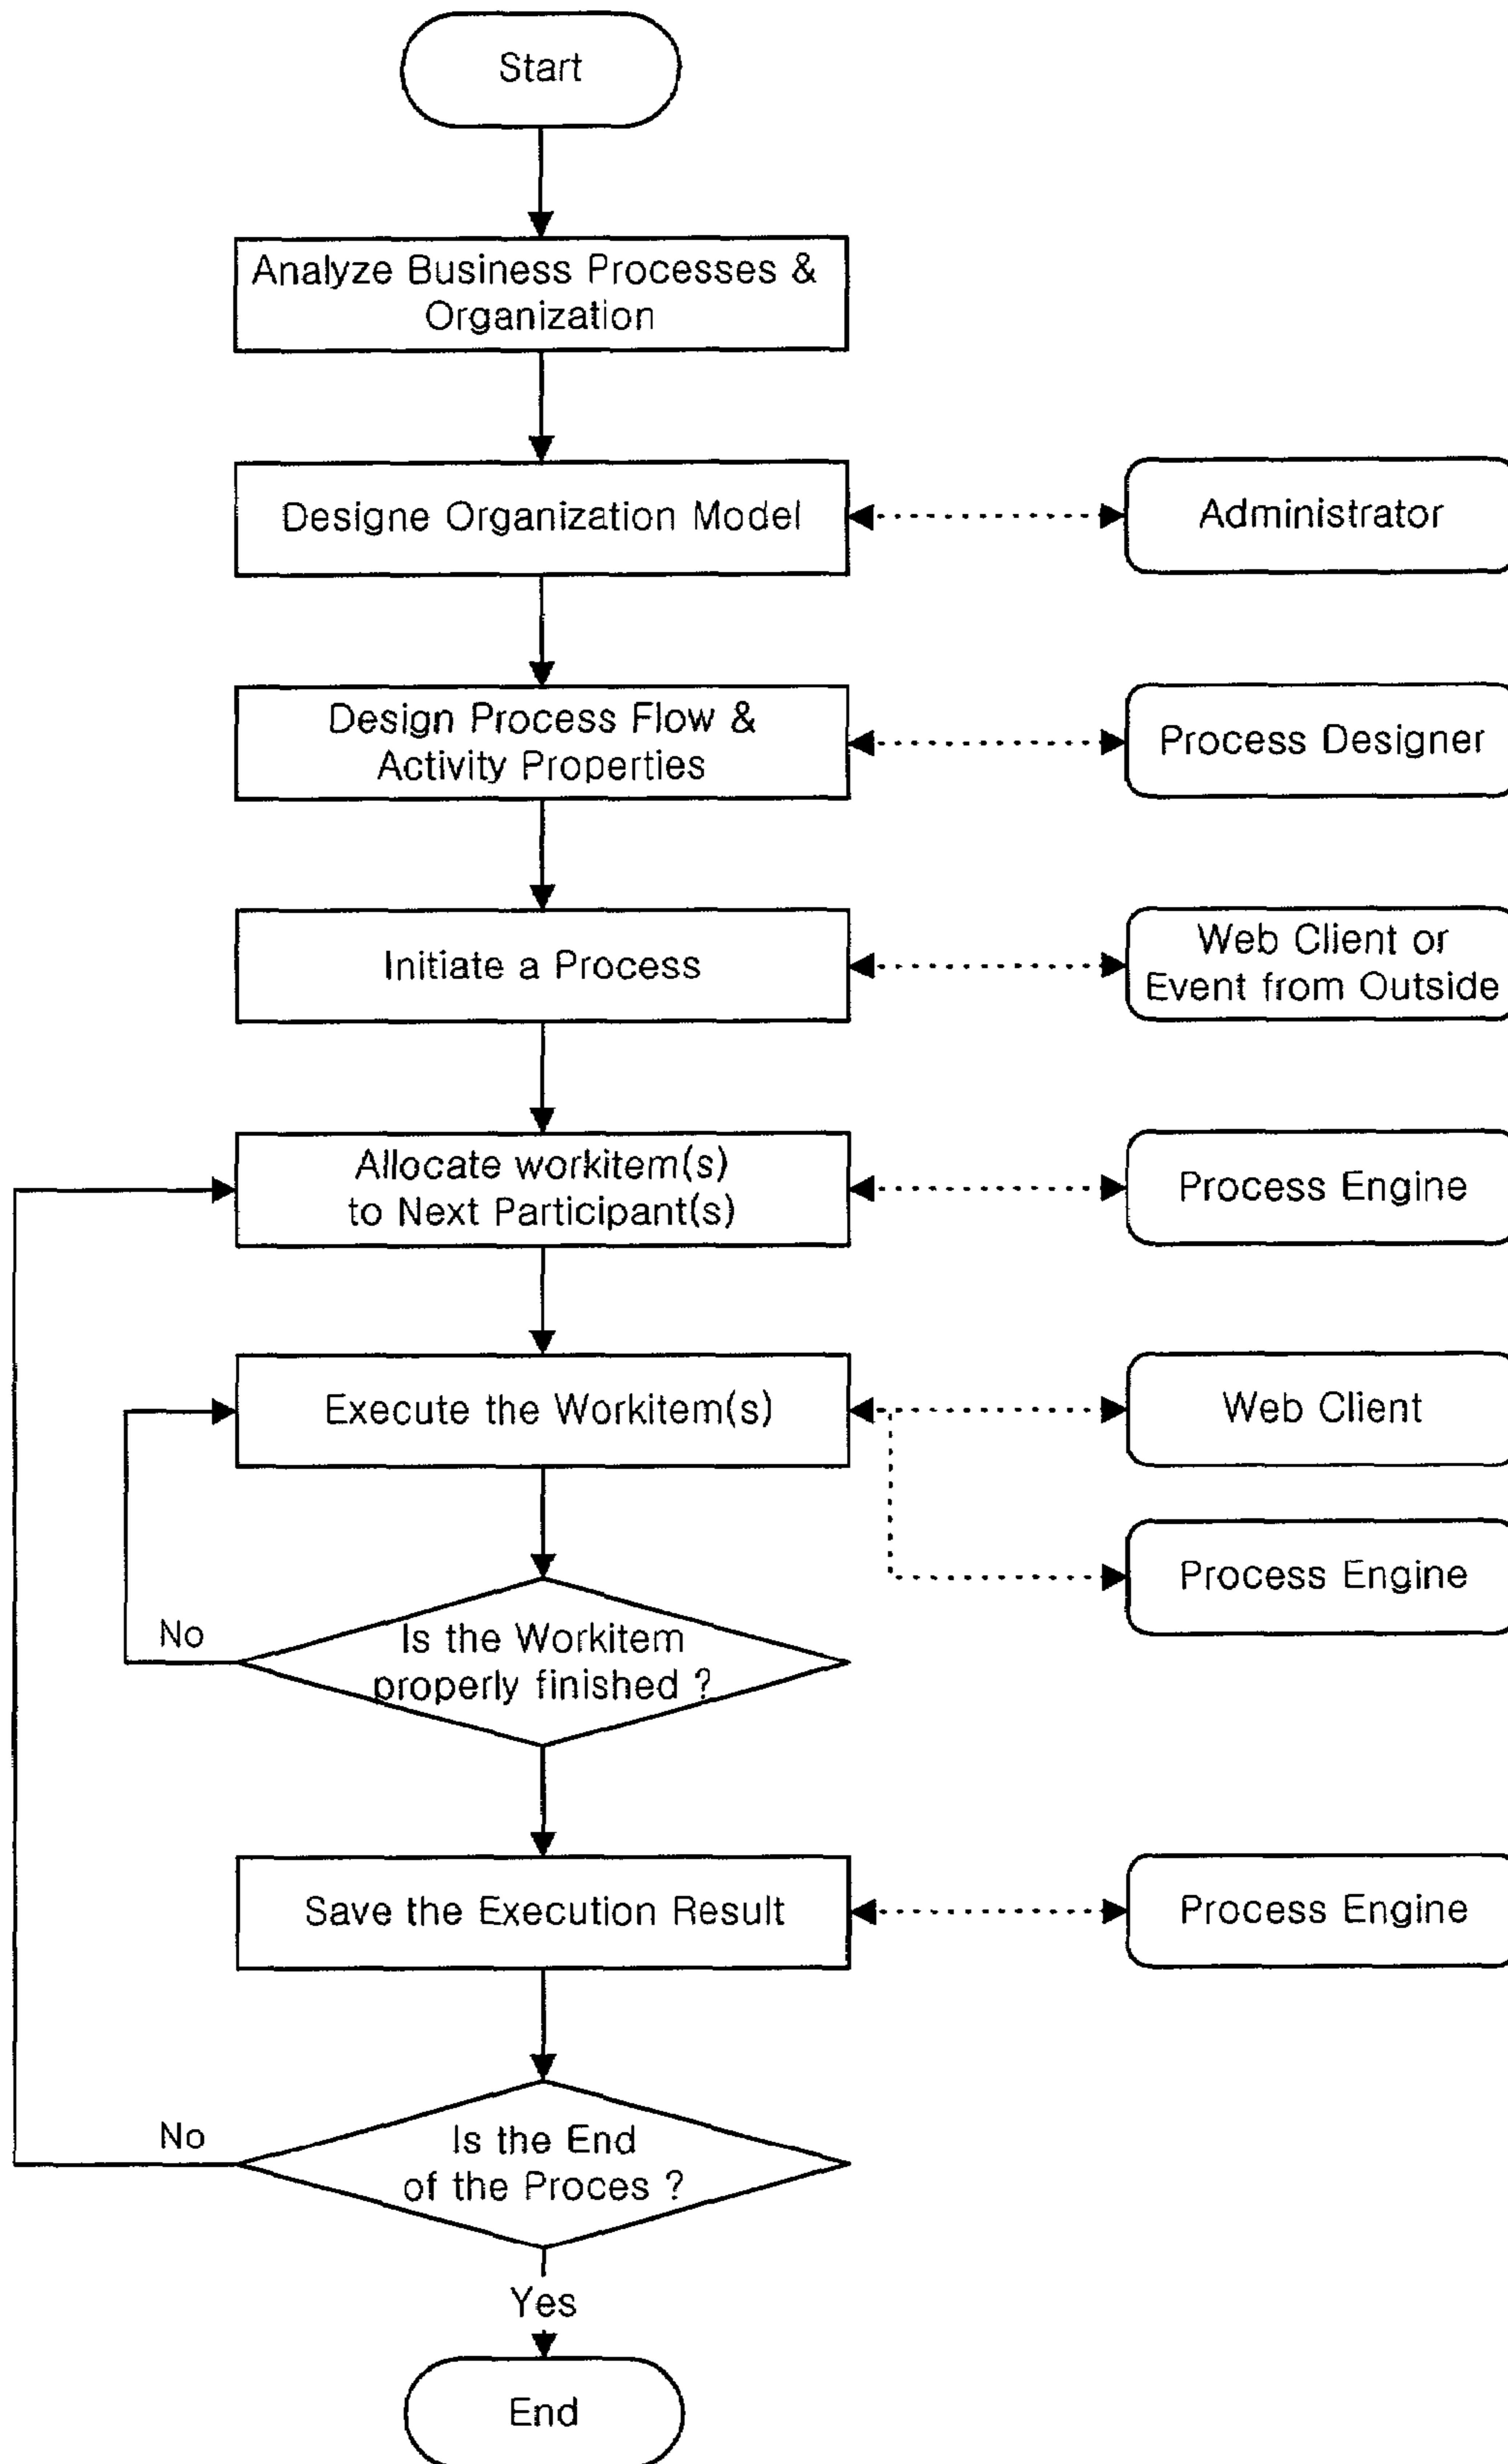 Start
Analyze Business Processes &
Organization
Designe Organization Model
Administrator
Design Process Flow &
Activity Properties
Process Designer
Initiate a Process
Web Client or
Event from Outside
Allocate workitem(s)
to Next Participant(s)
Process Engine
Execute the Workitem(s)
Web Client
Process Engine
No
Is the Workitem
properly finished ?
Save the Execution Result
Process Engine
No
Is the End
of the Proces ?
Yes
End